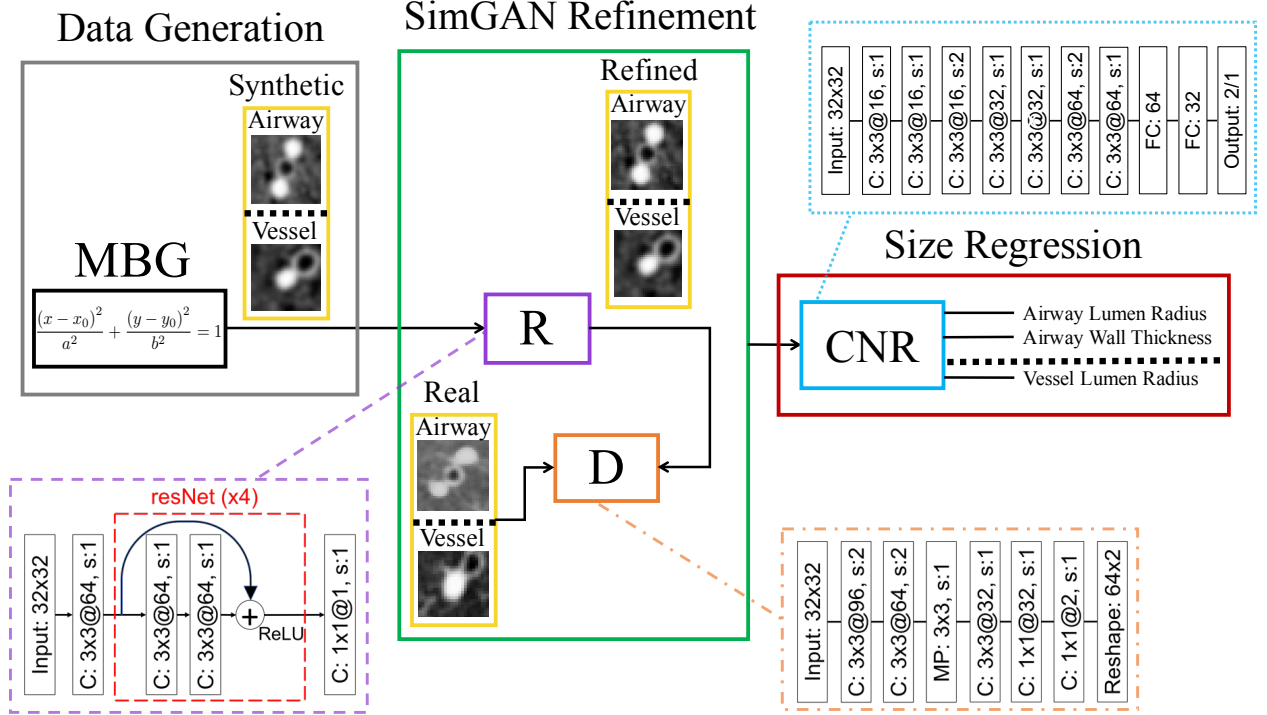 Data Generation
SimGAN Refinement
Synthetic
Airway
Vessel
MBG
(x − x₀)²/a² + (y − y₀)²/b² = 1
Refined
Airway
Vessel
R
Real
Airway
Vessel
D
Input: 32x32
C: 3x3@16, s:1
C: 3x3@16, s:1
C: 3x3@16, s:2
C: 3x3@32, s:1
C: 3x3@32, s:1
C: 3x3@64, s:2
C: 3x3@64, s:1
FC: 64
FC: 32
Output: 2/1
Size Regression
CNR
Airway Lumen Radius
Airway Wall Thickness
Vessel Lumen Radius
resNet (x4)
Input: 32x32
C: 3x3@64, s:1
C: 3x3@64, s:1
C: 3x3@64, s:1
+
ReLU
C: 1x1@1, s:1
Input: 32x32
C: 3x3@96, s:2
C: 3x3@64, s:2
MP: 3x3, s:1
C: 3x3@32, s:1
C: 1x1@32, s:1
C: 1x1@2, s:1
Reshape: 64x2